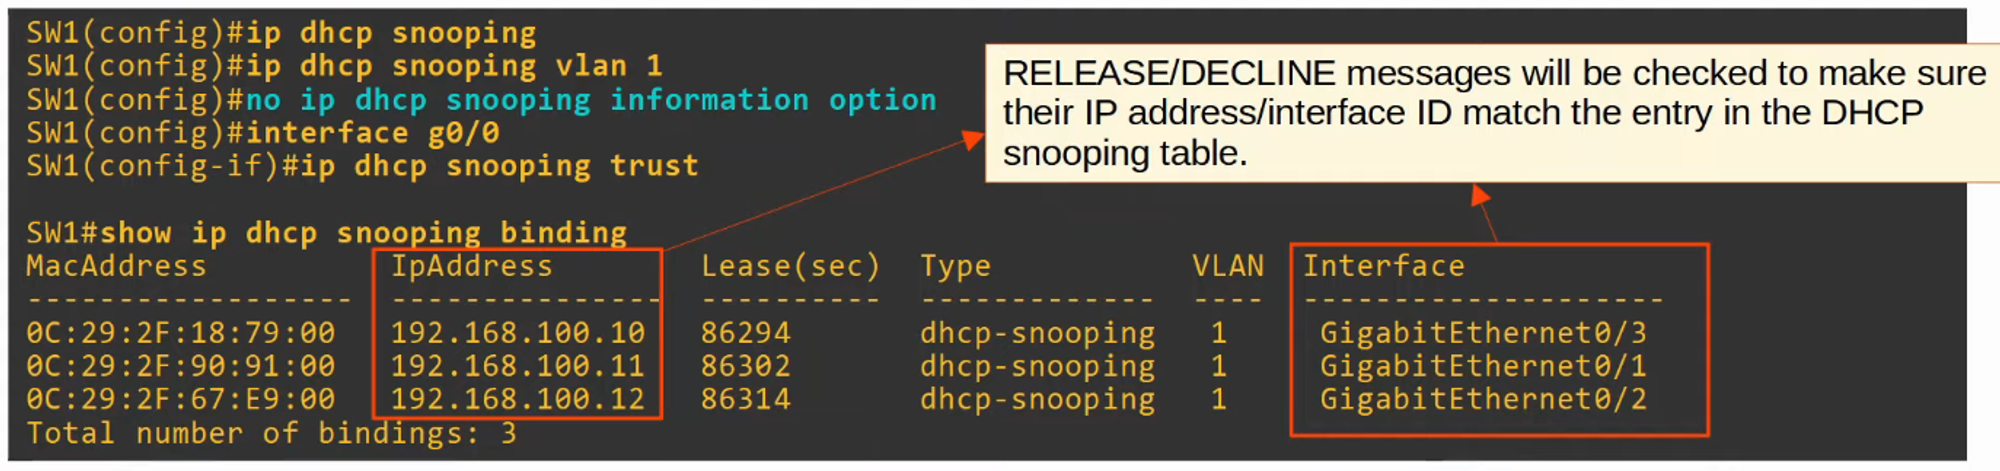 SW1(config)#ip dhcp snooping
SW1(config)#ip dhcp snooping vlan 1
SW1(config)#no ip dhcp snooping information option
SW1(config)#interface g0/0
SW1(config-if)#ip dhcp snooping trust
RELEASE/DECLINE messages will be checked to make sure
their IP address/interface ID match the entry in the DHCP
snooping table.
SW1#show ip dhcp snooping binding
MacAddress IpAddress Lease(sec) Type VLAN Interface
------------------ --------------- ---------- ------------- ---- --------------------
0C:29:2F:18:79:00 192.168.100.10 86294 dhcp-snooping 1 GigabitEthernet0/3
0C:29:2F:90:91:00 192.168.100.11 86302 dhcp-snooping 1 GigabitEthernet0/1
0C:29:2F:67:E9:00 192.168.100.12 86314 dhcp-snooping 1 GigabitEthernet0/2
Total number of bindings: 3